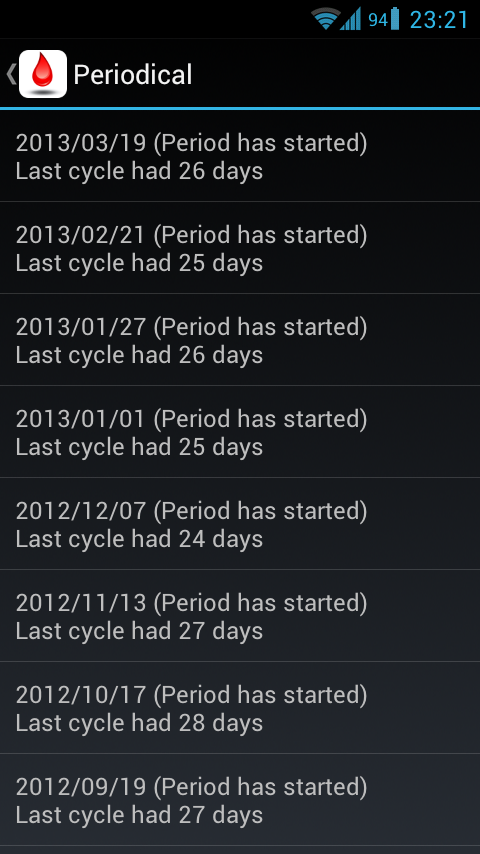 94 23:21
Periodical
2013/03/19 (Period has started)
Last cycle had 26 days
2013/02/21 (Period has started)
Last cycle had 25 days
2013/01/27 (Period has started)
Last cycle had 26 days
2013/01/01 (Period has started)
Last cycle had 25 days
2012/12/07 (Period has started)
Last cycle had 24 days
2012/11/13 (Period has started)
Last cycle had 27 days
2012/10/17 (Period has started)
Last cycle had 28 days
2012/09/19 (Period has started)
Last cycle had 27 days